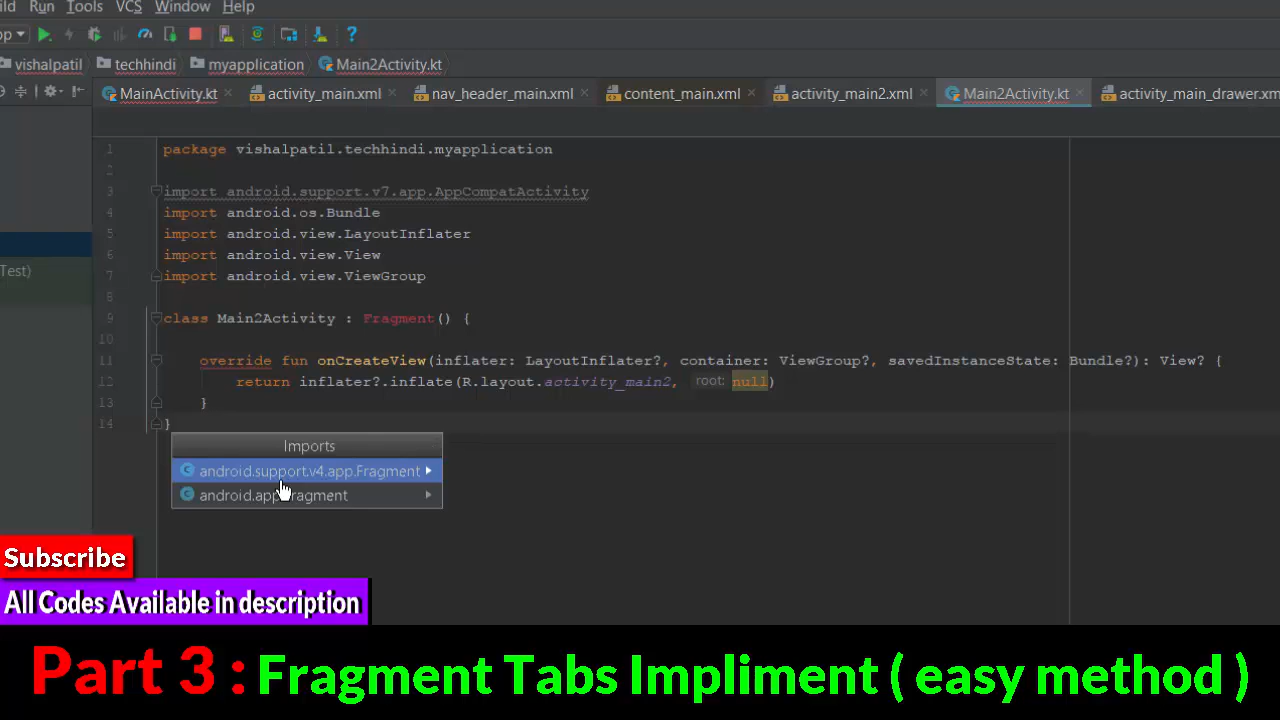 ild Run Tools VCS Window Help
pp
vishalpatil techhindi myapplication Main2Activity.kt
MainActivity.kt activity_main.xml nav_header_main.xml content_main.xml activity_main2.xml Main2Activity.kt activity_main_drawer.xm
1 package vishalpatil.techhindi.myapplication
2
3 import android.support.v7.app.AppCompatActivity
4 import android.os.Bundle
5 import android.view.LayoutInflater
6 import android.view.View
7 import android.view.ViewGroup
8
9 class Main2Activity : Fragment() {
10
11 override fun onCreateView(inflater: LayoutInflater?, container: ViewGroup?, savedInstanceState: Bundle?): View? {
12 return inflater?.inflate(R.layout.activity_main2, root: null)
13 }
14 }
Test)
Imports
android.support.v4.app.Fragment
android.app.Fragment
Subscribe
All Codes Available in description
Part 3 : Fragment Tabs Impliment ( easy method )